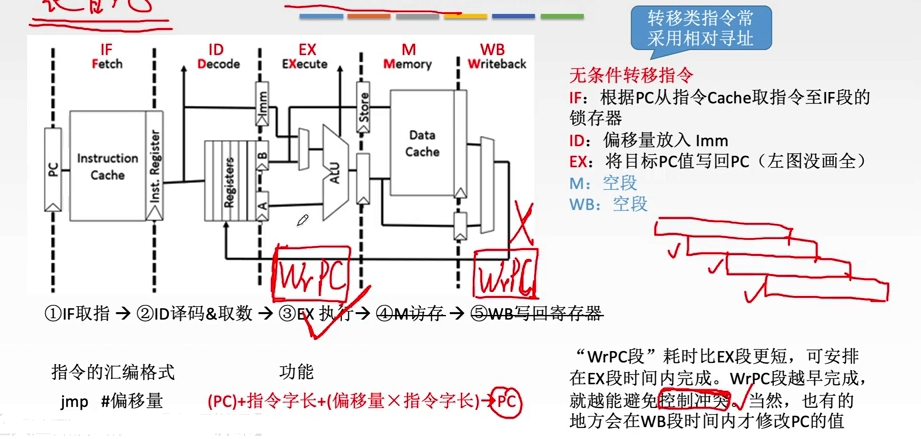 转移类指令常
采用相对寻址
IF
Fetch
ID
Decode
EX
EXecute
M
Memory
WB
Writeback
PC
Instruction
Cache
Inst. Register
Registers
Imm
B
A
ALU
Store
Data
Cache
WrPC
WrPC
无条件转移指令
IF：根据PC从指令Cache取指令至IF段的
锁存器
ID：偏移量放入 Imm
EX：将目标PC值写回PC（左图没画全）
M：空段
WB：空段
①IF取指 → ②ID译码&取数 → ③EX 执行 → ④M访存 → ⑤WB写回寄存器
指令的汇编格式 功能
jmp #偏移量 (PC)+指令字长+(偏移量×指令字长)→PC
“WrPC段”耗时比EX段更短，可安排
在EX段时间内完成。WrPC段越早完成，
就越能避免控制冲突。当然，也有的
地方会在WB段时间内才修改PC的值